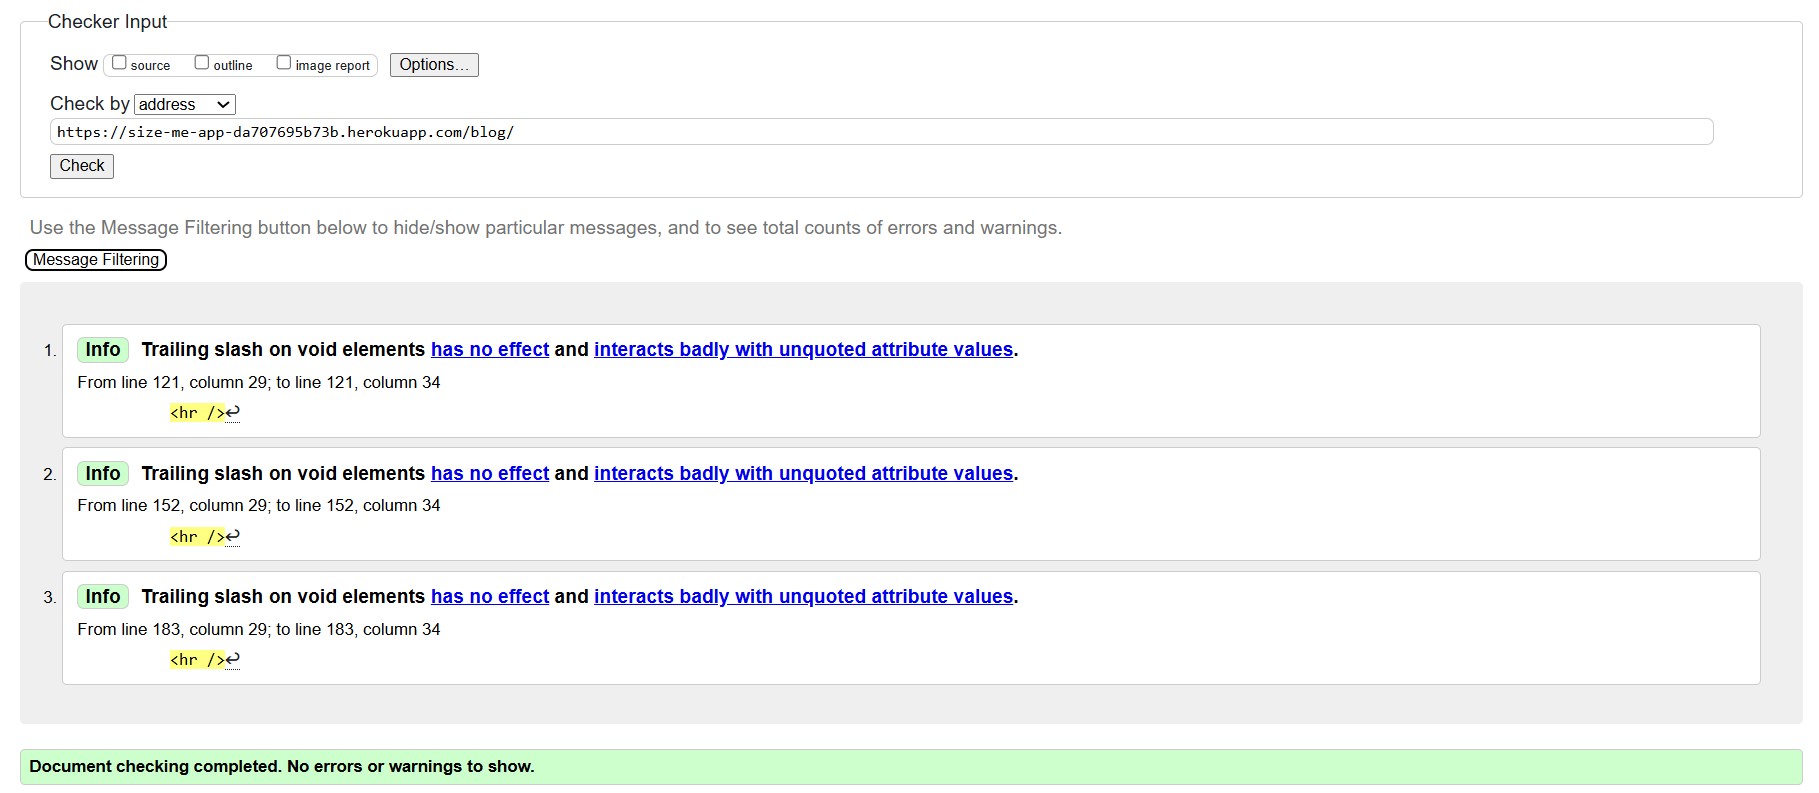 Checker Input
Show source outline image report Options...
Check by address
https://size-me-app-da707695b73b.herokuapp.com/blog/
Check
Use the Message Filtering button below to hide/show particular messages, and to see total counts of errors and warnings.
Message Filtering
1. Info Trailing slash on void elements has no effect and interacts badly with unquoted attribute values.
From line 121, column 29; to line 121, column 34
<hr />↩
2. Info Trailing slash on void elements has no effect and interacts badly with unquoted attribute values.
From line 152, column 29; to line 152, column 34
<hr />↩
3. Info Trailing slash on void elements has no effect and interacts badly with unquoted attribute values.
From line 183, column 29; to line 183, column 34
<hr />↩
Document checking completed. No errors or warnings to show.